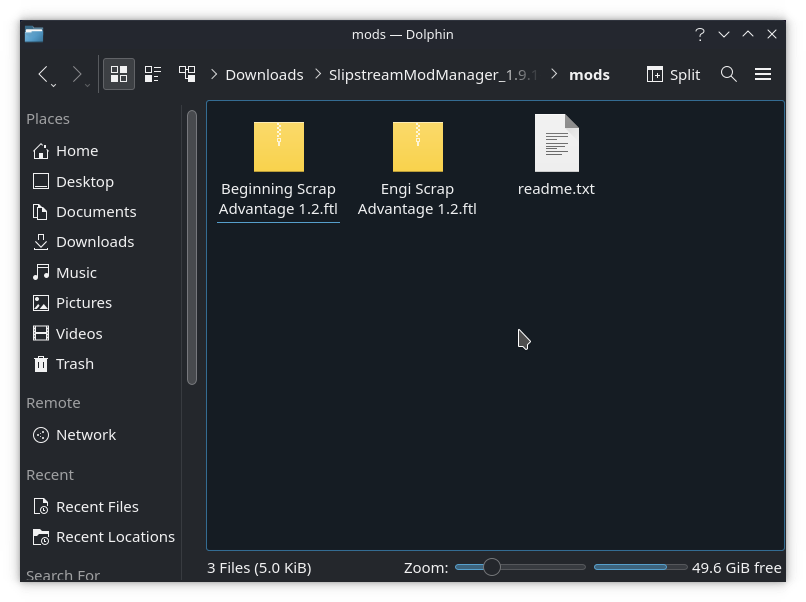 mods — Dolphin
?
Downloads
SlipstreamModManager_1.9.1
mods
Split
Places
Home
Desktop
Documents
Downloads
Music
Pictures
Videos
Trash
Remote
Network
Recent
Recent Files
Recent Locations
Search For
Beginning Scrap
Advantage 1.2.ftl
Engi Scrap
Advantage 1.2.ftl
readme.txt
3 Files (5.0 KiB)
Zoom:
49.6 GiB free